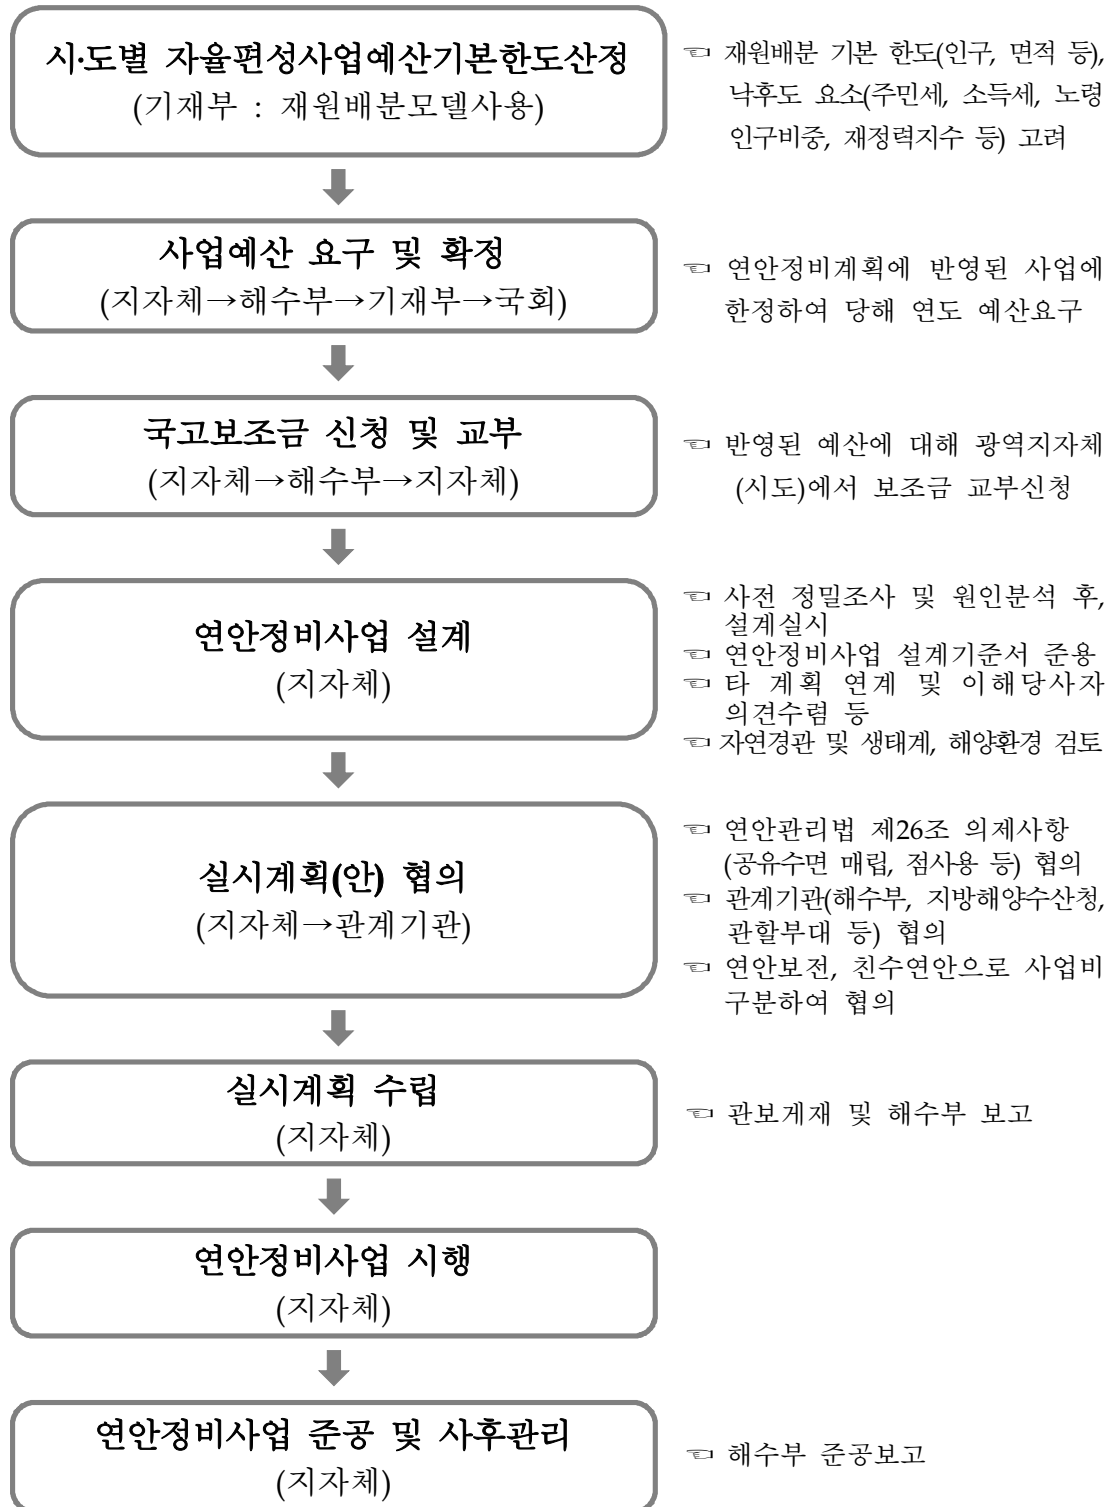 시·도별 자율편성사업예산기본한도산정
(기재부 : 재원배분모델사용)
☜ 재원배분 기본 한도(인구, 면적 등),
낙후도 요소(주민세, 소득세, 노령
인구비중, 재정력지수 등) 고려
사업예산 요구 및 확정
(지자체→해수부→기재부→국회)
☜ 연안정비계획에 반영된 사업에
한정하여 당해 연도 예산요구
국고보조금 신청 및 교부
(지자체→해수부→지자체)
☜ 반영된 예산에 대해 광역지자체
(시도)에서 보조금 교부신청
연안정비사업 설계
(지자체)
☜ 사전 정밀조사 및 원인분석 후,
설계실시
☜ 연안정비사업 설계기준서 준용
☜ 타 계획 연계 및 이해당사자
의견수렴 등
☜ 자연경관 및 생태계, 해양환경 검토
실시계획(안) 협의
(지자체→관계기관)
☜ 연안관리법 제26조 의제사항
(공유수면 매립, 점사용 등) 협의
☜ 관계기관(해수부, 지방해양수산청,
관할부대 등) 협의
☜ 연안보전, 친수연안으로 사업비
구분하여 협의
실시계획 수립
(지자체)
☜ 관보게재 및 해수부 보고
연안정비사업 시행
(지자체)
연안정비사업 준공 및 사후관리
(지자체)
☜ 해수부 준공보고